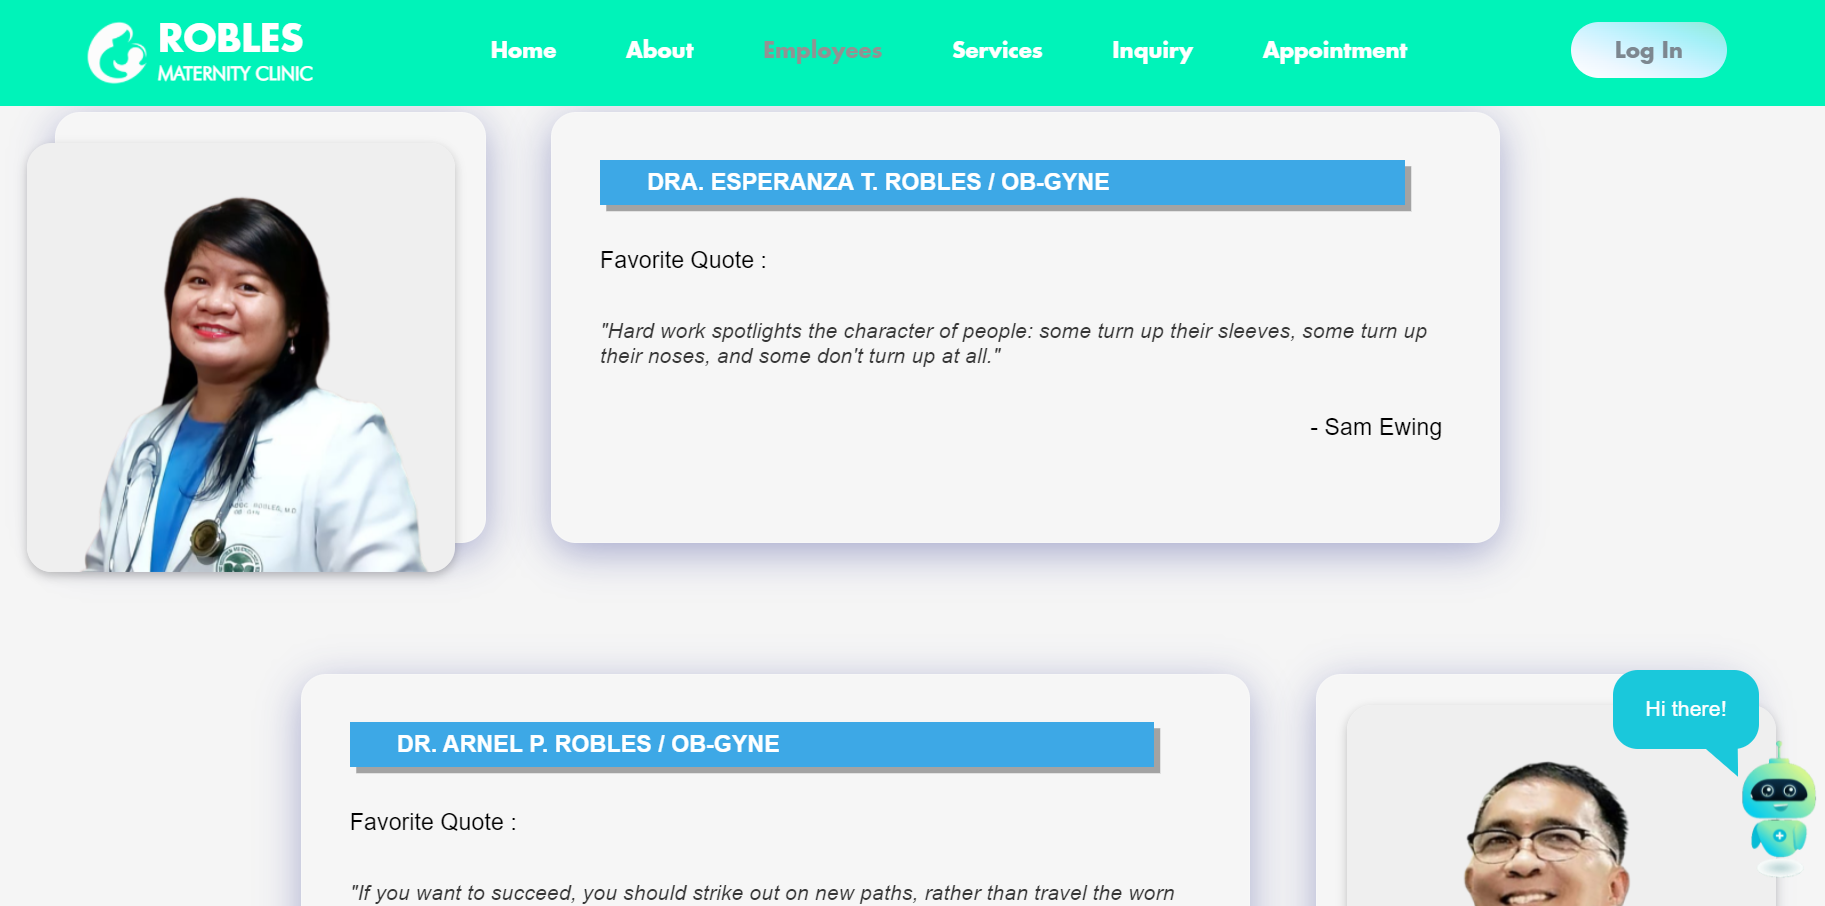 ROBLES
MATERNITY CLINIC
Home
About
Employees
Services
Inquiry
Appointment
Log In
DRA. ESPERANZA T. ROBLES / OB-GYNE
Favorite Quote :
"Hard work spotlights the character of people: some turn up their sleeves, some turn up
their noses, and some don't turn up at all."
- Sam Ewing
ROBLES, M.D.
Hi there!
DR. ARNEL P. ROBLES / OB-GYNE
Favorite Quote :
"If you want to succeed, you should strike out on new paths, rather than travel the worn